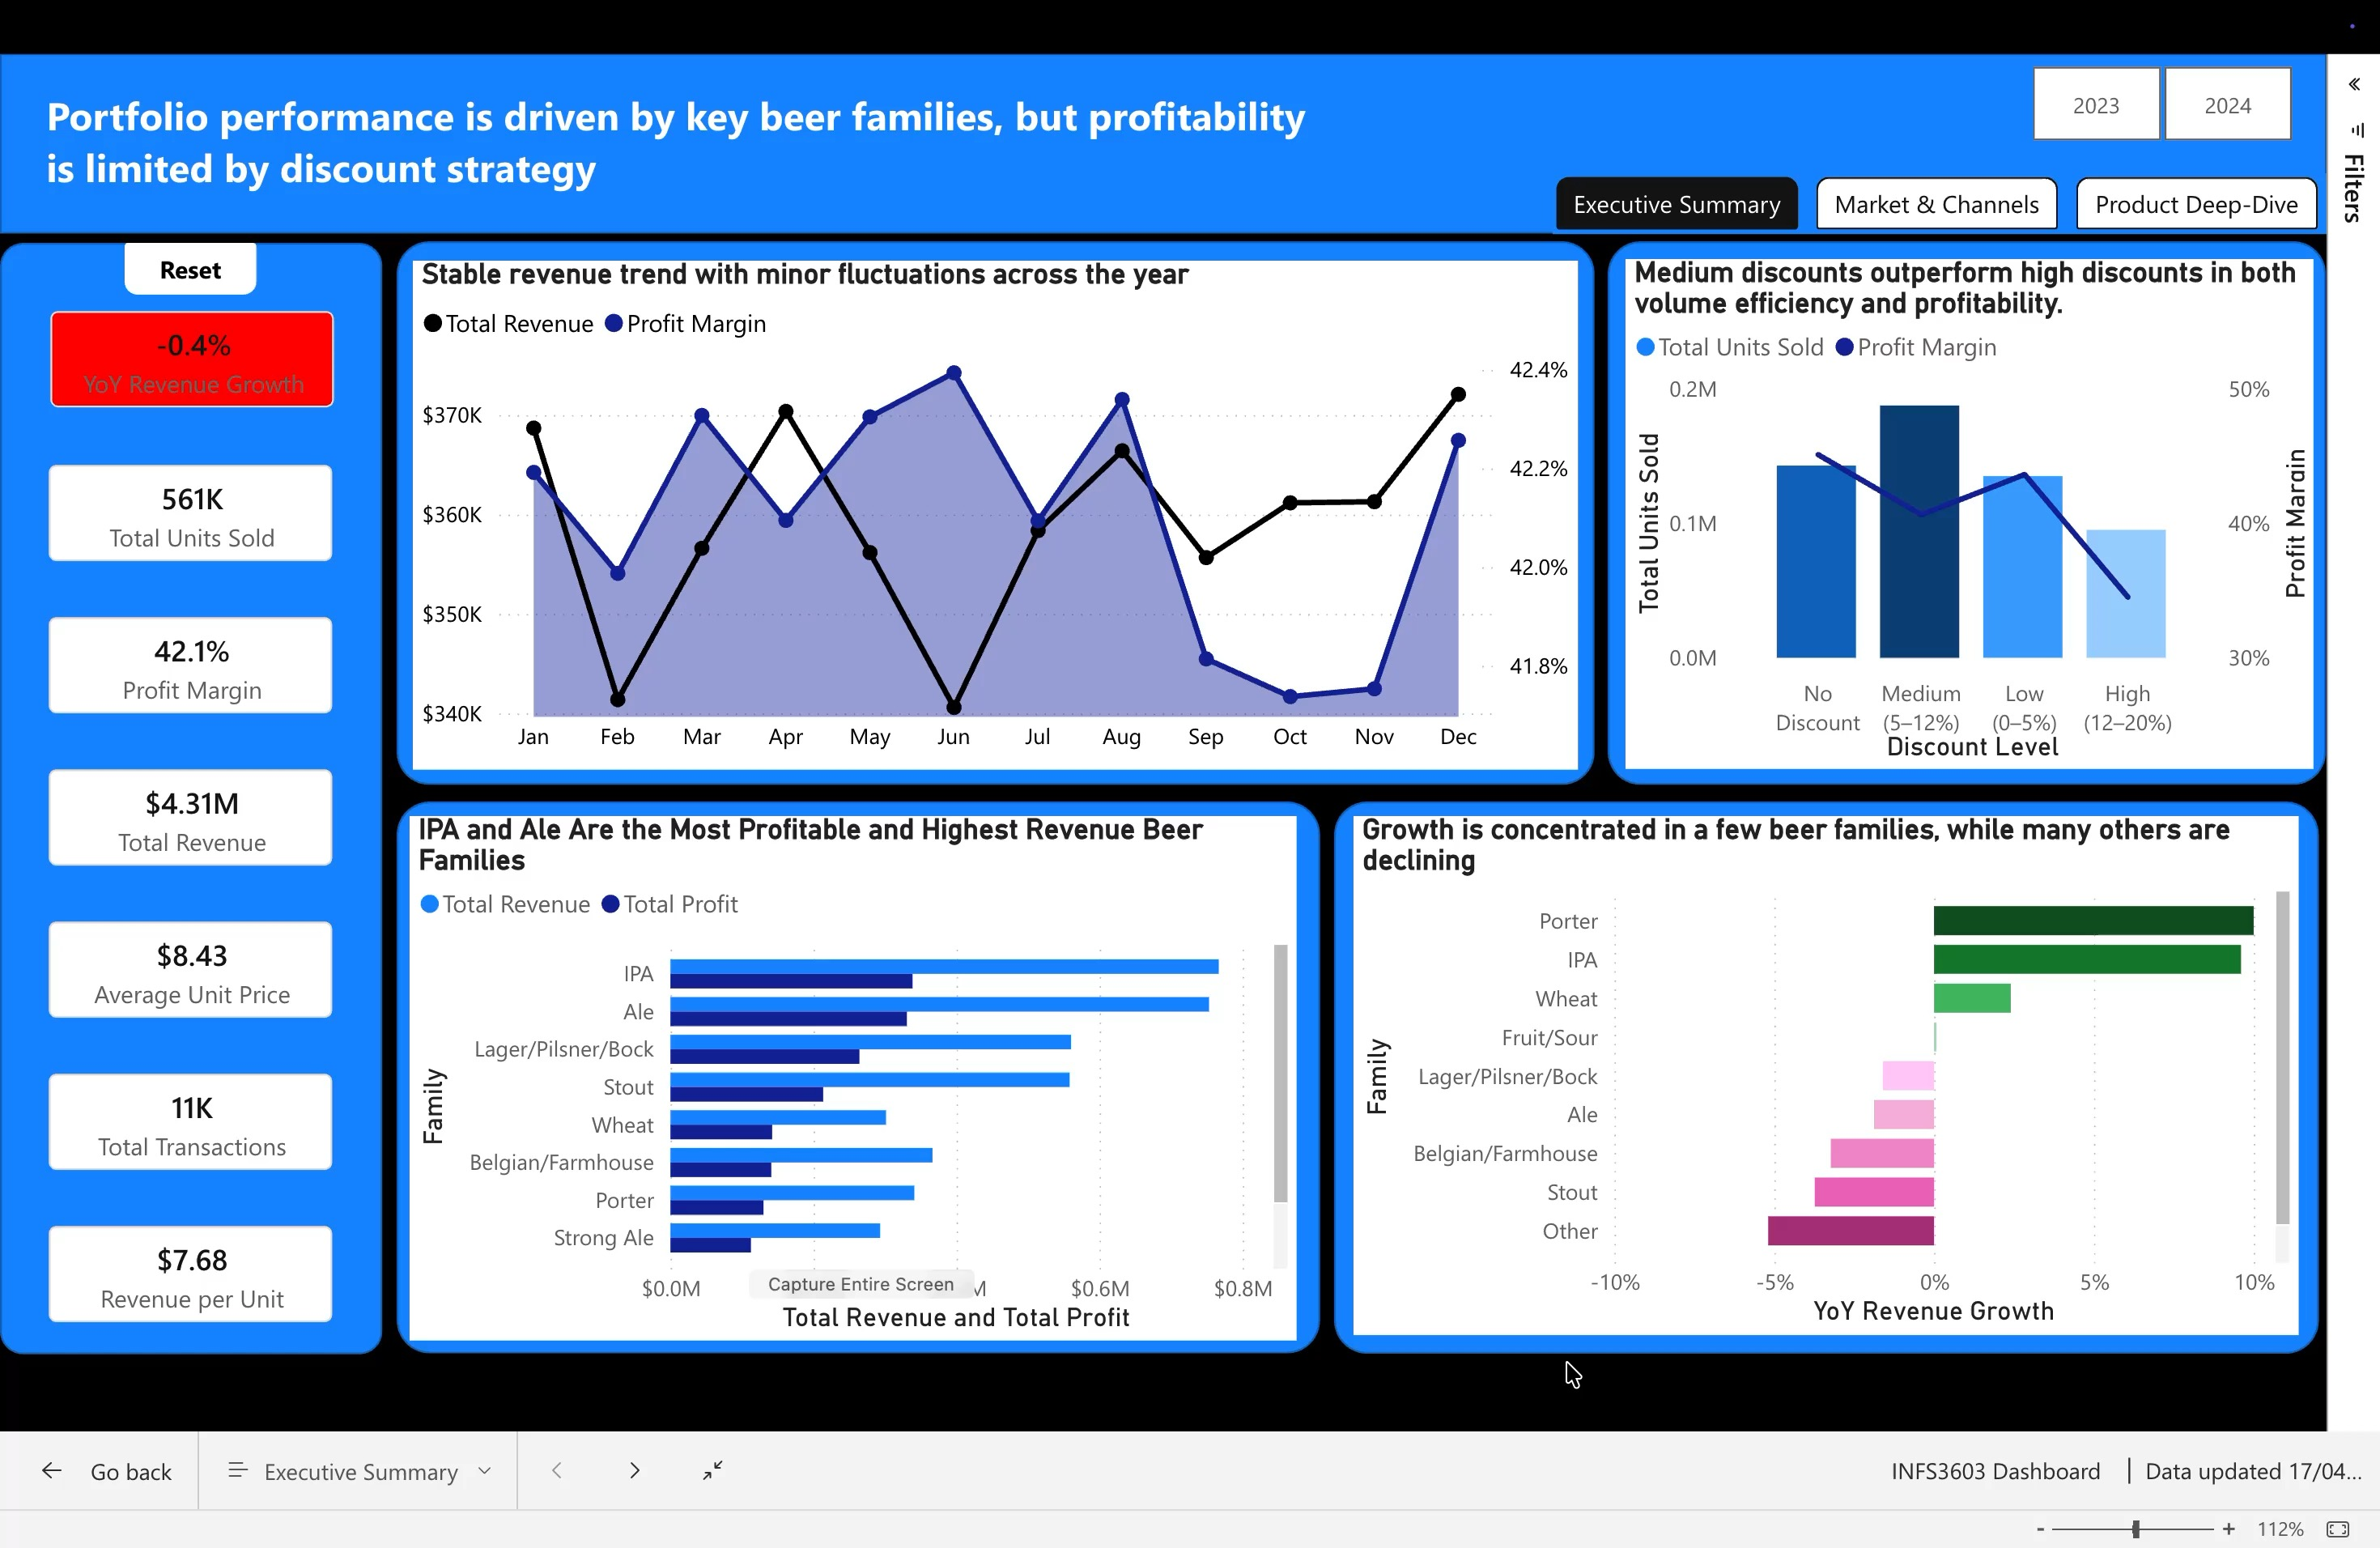 Portfolio performance is driven by key beer families, but profitability
is limited by discount strategy
2023
2024
Executive Summary
Market & Channels
Product Deep-Dive
Filters
Reset
-0.4%
YoY Revenue Growth
561K
Total Units Sold
42.1%
Profit Margin
$4.31M
Total Revenue
$8.43
Average Unit Price
11K
Total Transactions
$7.68
Revenue per Unit
Stable revenue trend with minor fluctuations across the year
Total Revenue Profit Margin
$370K
$360K
$350K
$340K
42.4%
42.2%
42.0%
41.8%
Jan Feb Mar Apr May Jun Jul Aug Sep Oct Nov Dec
Medium discounts outperform high discounts in both
volume efficiency and profitability.
Total Units Sold Profit Margin
Total Units Sold
0.2M
0.1M
0.0M
50%
40%
30%
Profit Margin
No Medium Low High
Discount (5–12%) (0–5%) (12–20%)
Discount Level
IPA and Ale Are the Most Profitable and Highest Revenue Beer
Families
Total Revenue Total Profit
Family
IPA
Ale
Lager/Pilsner/Bock
Stout
Wheat
Belgian/Farmhouse
Porter
Strong Ale
$0.0M M $0.6M $0.8M
Capture Entire Screen
Total Revenue and Total Profit
Growth is concentrated in a few beer families, while many others are
declining
Family
Porter
IPA
Wheat
Fruit/Sour
Lager/Pilsner/Bock
Ale
Belgian/Farmhouse
Stout
Other
-10% -5% 0% 5% 10%
YoY Revenue Growth
Go back
Executive Summary
INFS3603 Dashboard | Data updated 17/04...
- + 112%